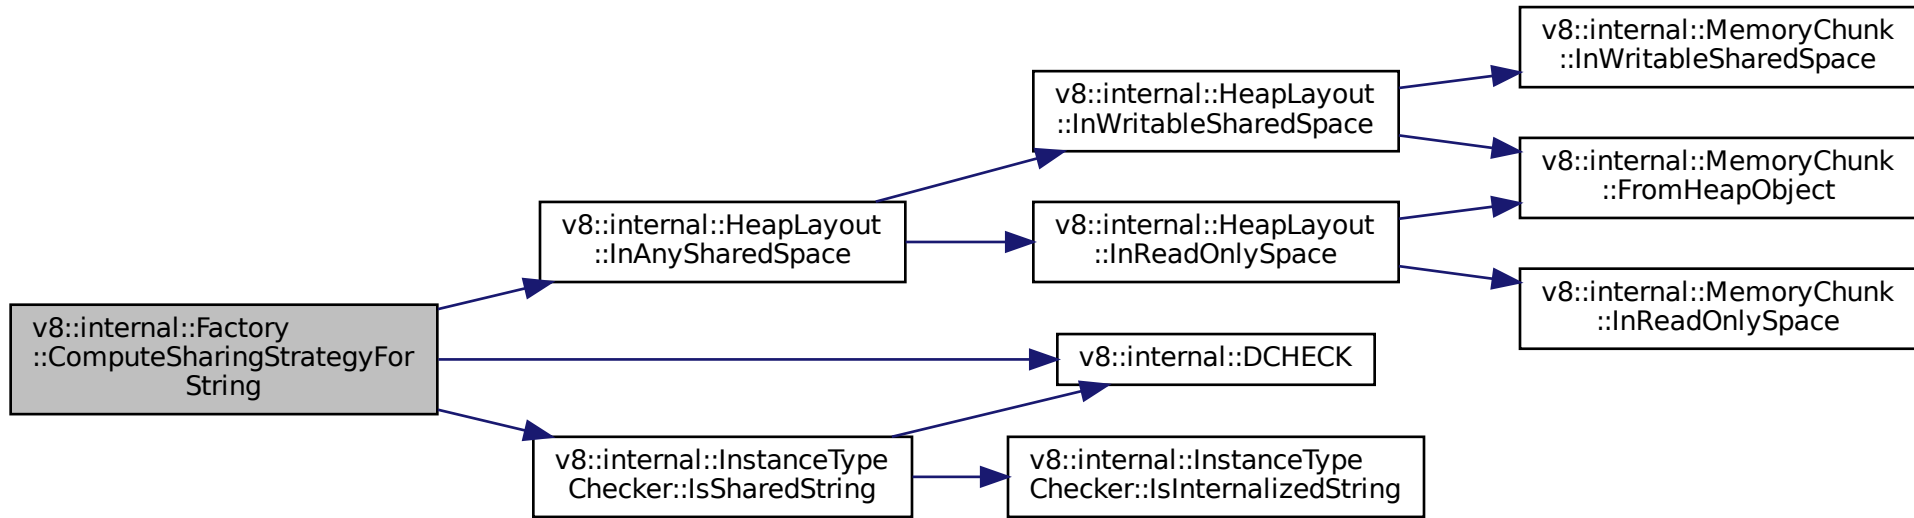 v8::internal::MemoryChunk
::InWritableSharedSpace
v8::internal::HeapLayout
::InWritableSharedSpace
v8::internal::MemoryChunk
::FromHeapObject
v8::internal::HeapLayout
::InAnySharedSpace
v8::internal::HeapLayout
::InReadOnlySpace
v8::internal::MemoryChunk
::InReadOnlySpace
v8::internal::Factory
::ComputeSharingStrategyFor
String
v8::internal::DCHECK
v8::internal::InstanceType
Checker::IsSharedString
v8::internal::InstanceType
Checker::IsInternalizedString